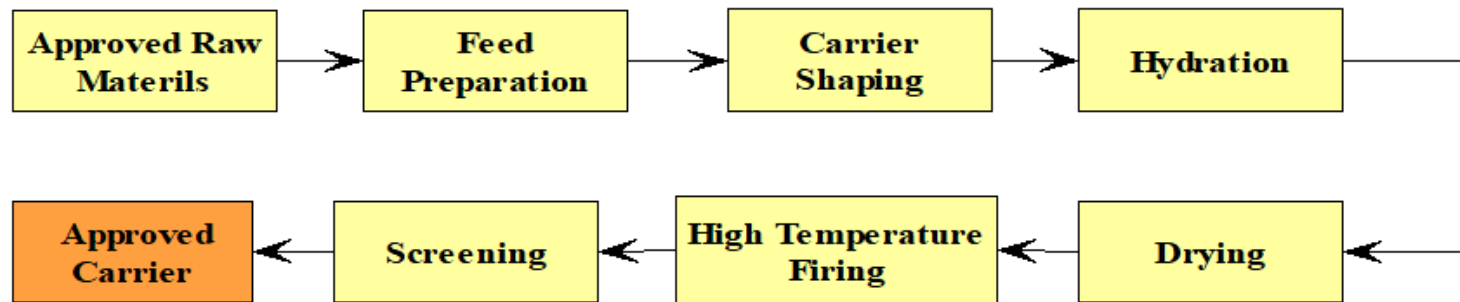 Approved Raw
Materils
Feed
Preparation
Carrier
Shaping
Hydration
Approved
Carrier
Screening
High Temperature
Firing
Drying